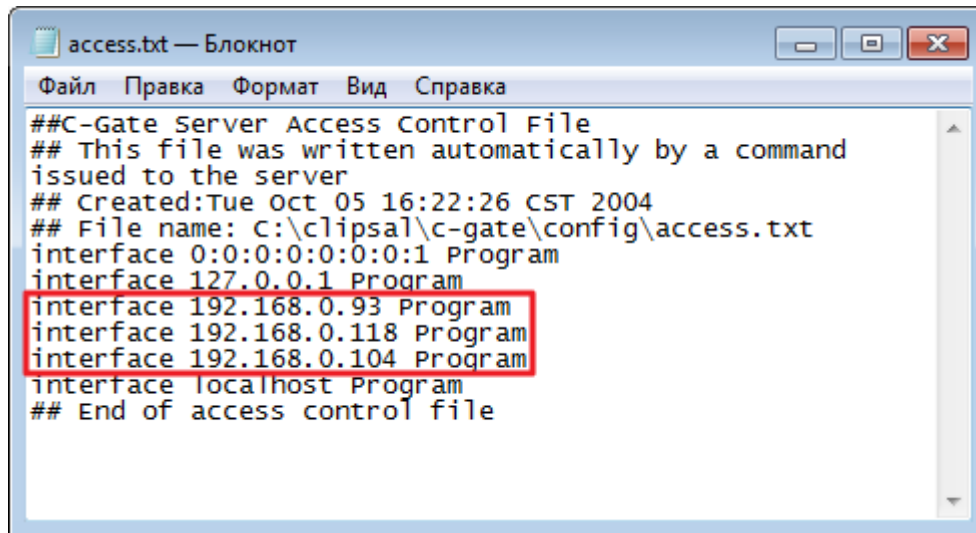 access.txt — Блокнот
Файл Правка Формат Вид Справка
##C-Gate Server Access Control File
## This file was written automatically by a command
issued to the server
## Created:Tue Oct 05 16:22:26 CST 2004
## File name: C:\clipsal\c-gate\config\access.txt
interface 0:0:0:0:0:0:0:1 Program
interface 127.0.0.1 Program
interface 192.168.0.93 Program
interface 192.168.0.118 Program
interface 192.168.0.104 Program
interface localhost Program
## End of access control file